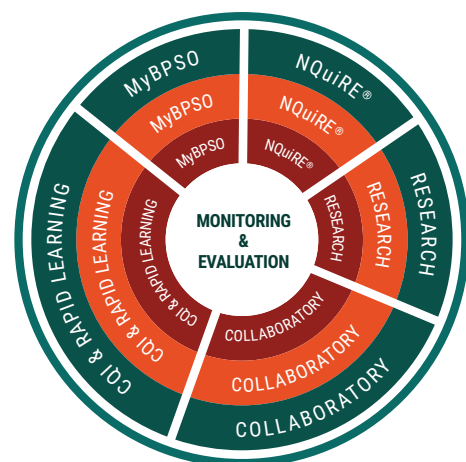 MyBPSO
NQuiRE®
RESEARCH
COLLABORATORY
CQI & RAPID LEARNING
MyBPSO
NQuiRE®
RESEARCH
COLLABORATORY
CQI & RAPID LEARNING
MyBPSO
NQuiRE®
RESEARCH
COLLABORATORY
CQI & RAPID LEARNING
MONITORING
&
EVALUATION